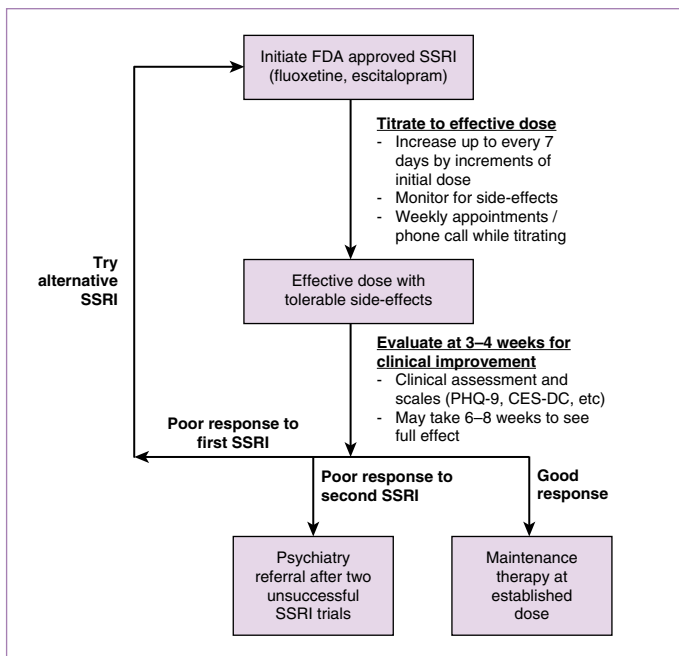 Initiate FDA approved SSRI
(fluoxetine, escitalopram)
Titrate to effective dose
- Increase up to every 7
days by increments of
initial dose
- Monitor for side-effects
- Weekly appointments /
phone call while titrating
Try
alternative
SSRI
Effective dose with
tolerable side-effects
Evaluate at 3–4 weeks for
clinical improvement
- Clinical assessment and
scales (PHQ-9, CES-DC, etc)
- May take 6–8 weeks to see
full effect
Poor response to
first SSRI
Poor response to
second SSRI
Good
response
Psychiatry
referral after two
unsuccessful
SSRI trials
Maintenance
therapy at
established
dose